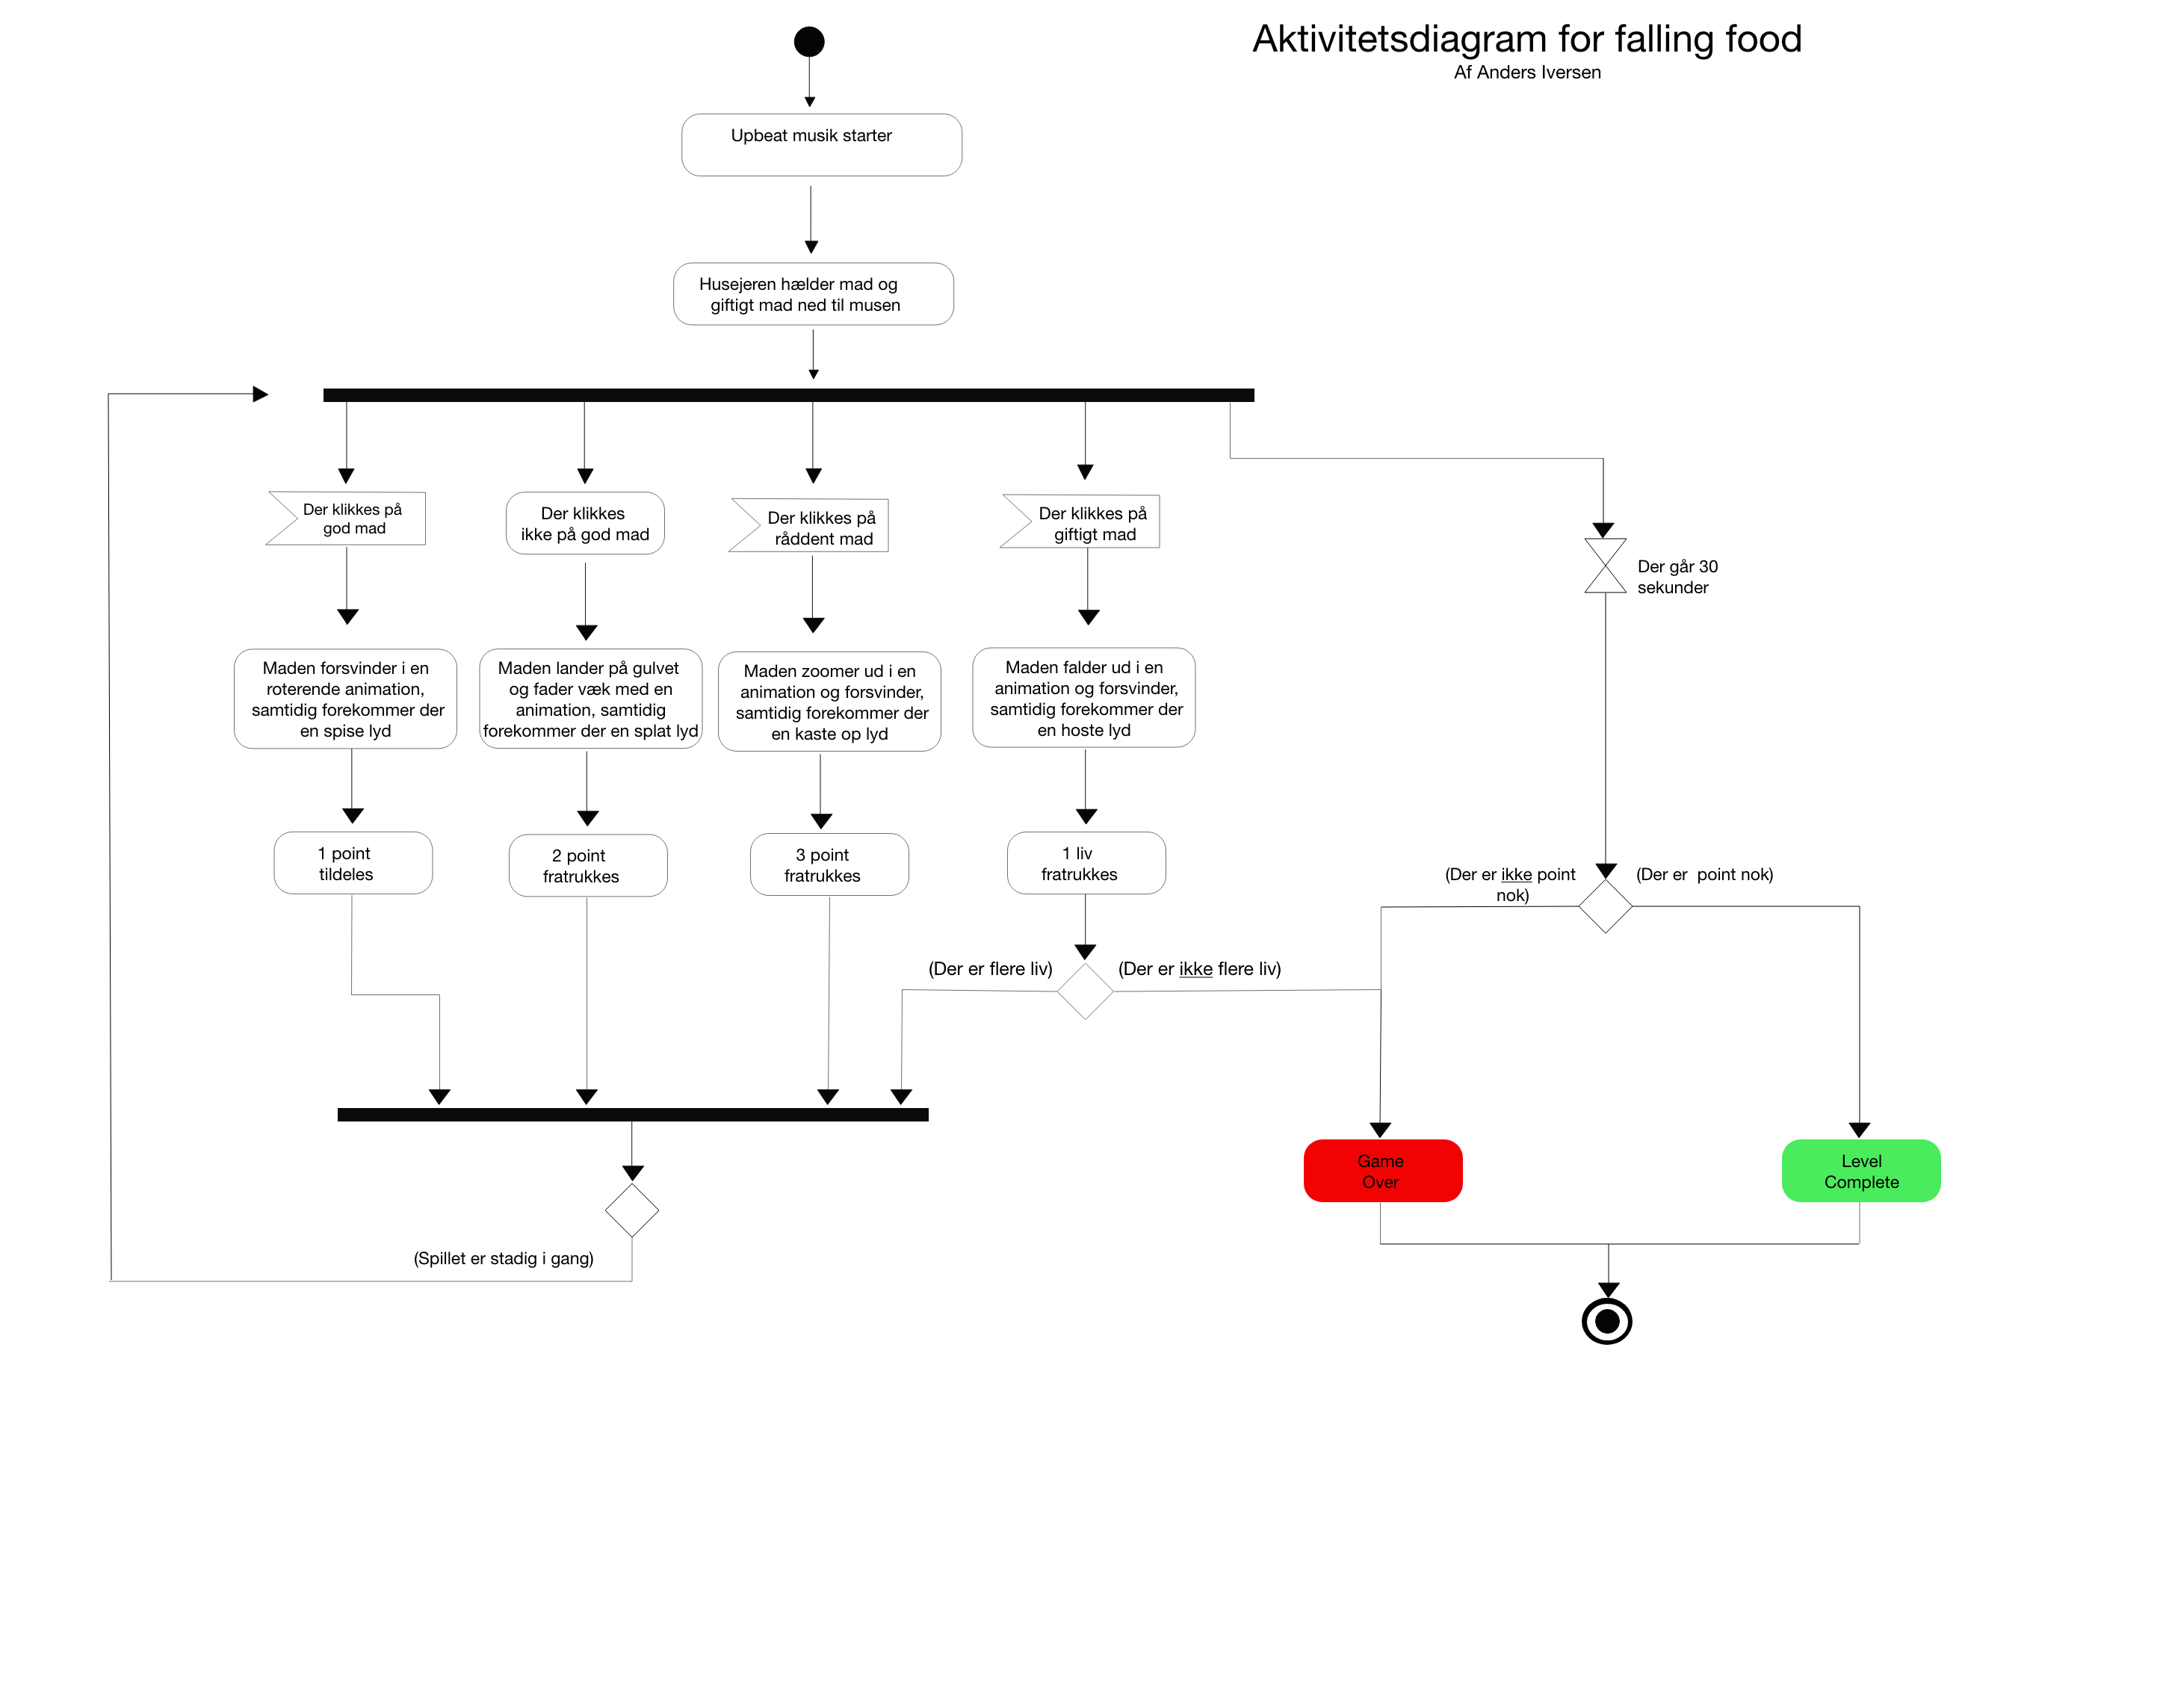 Aktivitetsdiagram for falling food
Af Anders Iversen
Upbeat musik starter
Husejeren hælder mad og
giftigt mad ned til musen
Der klikkes på
god mad
Der klikkes
ikke på god mad
Der klikkes på
råddent mad
Der klikkes på
giftigt mad
Der går 30
sekunder
Maden forsvinder i en
roterende animation,
samtidig forekommer der
en spise lyd
Maden lander på gulvet
og fader væk med en
animation, samtidig
forekommer der en splat lyd
Maden zoomer ud i en
animation og forsvinder,
samtidig forekommer der
en kaste op lyd
Maden falder ud i en
animation og forsvinder,
samtidig forekommer der
en hoste lyd
1 point
tildeles
2 point
fratrukkes
3 point
fratrukkes
1 liv
fratrukkes
(Der er ikke point
nok)
(Der er  point nok)
(Der er flere liv)
(Der er ikke flere liv)
Game
Over
Level
Complete
(Spillet er stadig i gang)